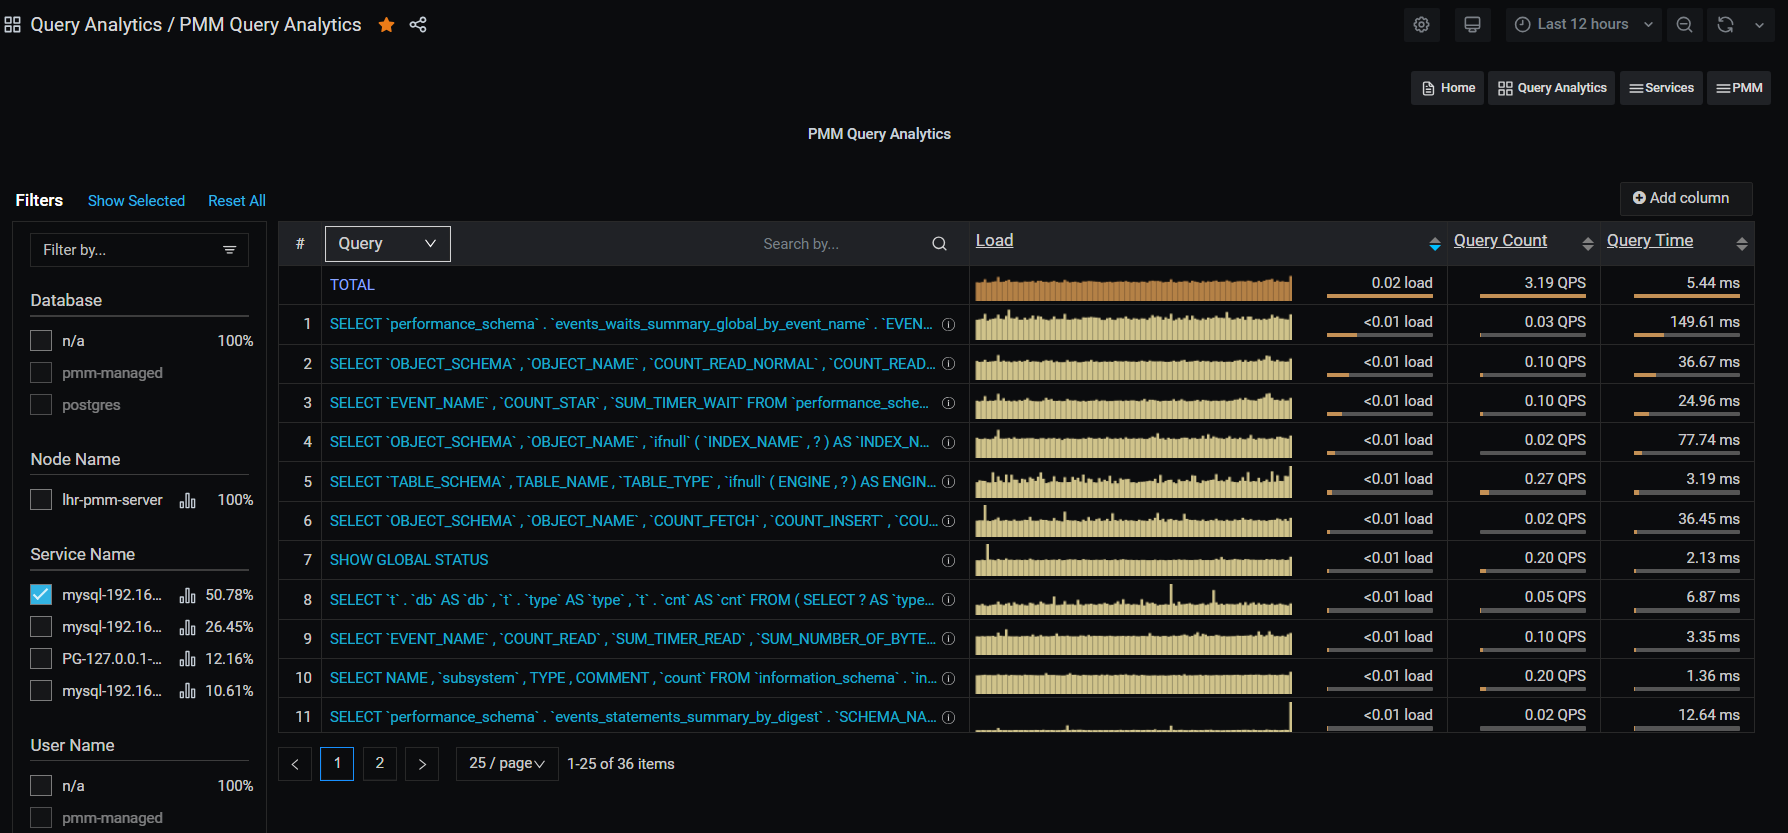 Query Analytics / PMM Query Analytics
Last 12 hours
Home
Query Analytics
Services
PMM
PMM Query Analytics
Filters Show Selected Reset All
Add column
Filter by...
Database
n/a 100%
pmm-managed
postgres
Node Name
lhr-pmm-server 100%
Service Name
mysql-192.16... 50.78%
mysql-192.16... 26.45%
PG-127.0.0.1-... 12.16%
mysql-192.16... 10.61%
User Name
n/a 100%
pmm-managed
# Query Search by... Load Query Count Query Time
TOTAL 0.02 load 3.19 QPS 5.44 ms
1 SELECT `performance_schema` . `events_waits_summary_global_by_event_name` . `EVEN... <0.01 load 0.03 QPS 149.61 ms
2 SELECT `OBJECT_SCHEMA` , `OBJECT_NAME` , `COUNT_READ_NORMAL` , `COUNT_READ... <0.01 load 0.10 QPS 36.67 ms
3 SELECT `EVENT_NAME` , `COUNT_STAR` , `SUM_TIMER_WAIT` FROM `performance_sche... <0.01 load 0.10 QPS 24.96 ms
4 SELECT `OBJECT_SCHEMA` , `OBJECT_NAME` , `ifnull` ( `INDEX_NAME` , ? ) AS `INDEX_N... <0.01 load 0.02 QPS 77.74 ms
5 SELECT `TABLE_SCHEMA` , TABLE_NAME , `TABLE_TYPE` , `ifnull` ( ENGINE , ? ) AS ENGIN... <0.01 load 0.27 QPS 3.19 ms
6 SELECT `OBJECT_SCHEMA` , `OBJECT_NAME` , `COUNT_FETCH` , `COUNT_INSERT` , `COU... <0.01 load 0.02 QPS 36.45 ms
7 SHOW GLOBAL STATUS <0.01 load 0.20 QPS 2.13 ms
8 SELECT `t` . `db` AS `db` , `t` . `type` AS `type` , `t` . `cnt` AS `cnt` FROM ( SELECT ? AS `type... <0.01 load 0.05 QPS 6.87 ms
9 SELECT `EVENT_NAME` , `COUNT_READ` , `SUM_TIMER_READ` , `SUM_NUMBER_OF_BYTE... <0.01 load 0.10 QPS 3.35 ms
10 SELECT NAME , `subsystem` , TYPE , COMMENT , `count` FROM `information_schema` . `in... <0.01 load 0.20 QPS 1.36 ms
11 SELECT `performance_schema` . `events_statements_summary_by_digest` . `SCHEMA_NA... <0.01 load 0.02 QPS 12.64 ms
< 1 2 > 25 / page 1-25 of 36 items